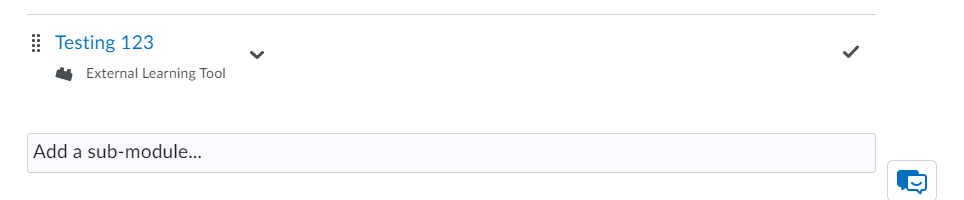 Testing 123
External Learning Tool
Add a sub-module...